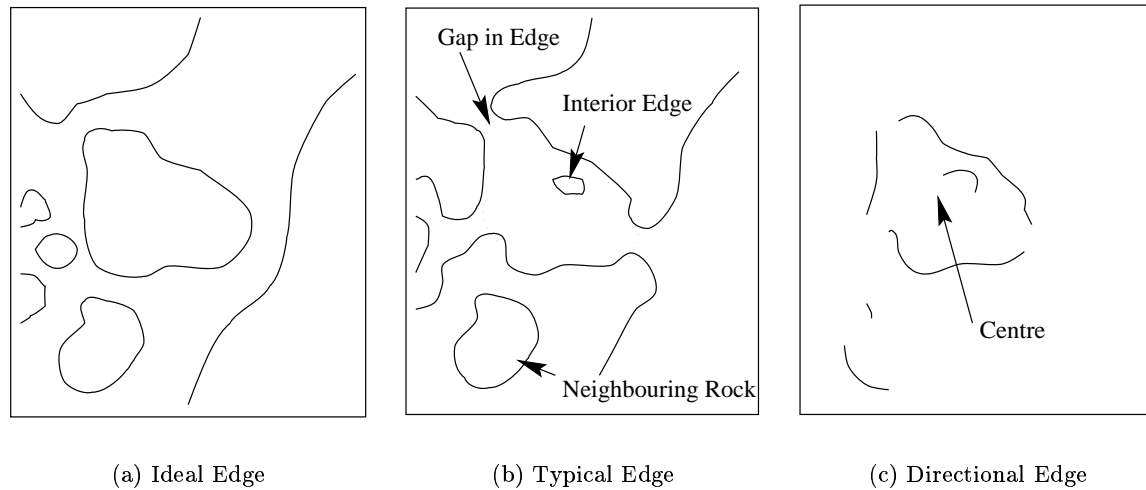 Gap in Edge
Interior Edge
Neighbouring Rock
Centre
(a) Ideal Edge
(b) Typical Edge
(c) Directional Edge